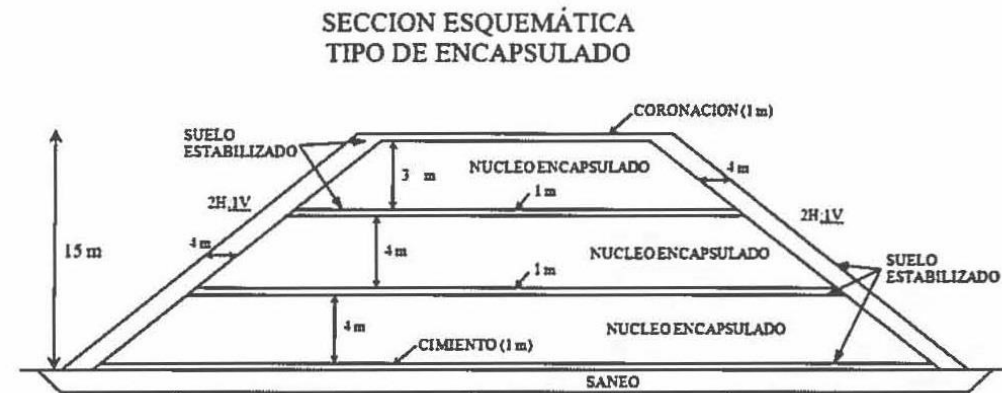 SECCION ESQUEMÁTICA
TIPO DE ENCAPSULADO
CORONACION (1 m)
SUELO
ESTABILIZADO
NUCLEO ENCAPSULADO
4 m
3 m
1 m
2H:1V
2H:1V
15 m
4 m
4 m
NUCLEO ENCAPSULADO
SUELO
ESTABILIZADO
1 m
4 m
NUCLEO ENCAPSULADO
CIMIENTO (1 m)
SANEO